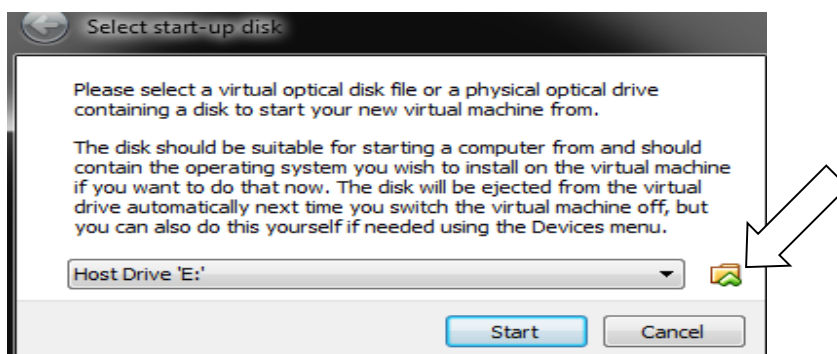 Select start-up disk
Please select a virtual optical disk file or a physical optical drive
containing a disk to start your new virtual machine from.
The disk should be suitable for starting a computer from and should
contain the operating system you wish to install on the virtual machine
if you want to do that now. The disk will be ejected from the virtual
drive automatically next time you switch the virtual machine off, but
you can also do this yourself if needed using the Devices menu.
Host Drive 'E:'
Start Cancel